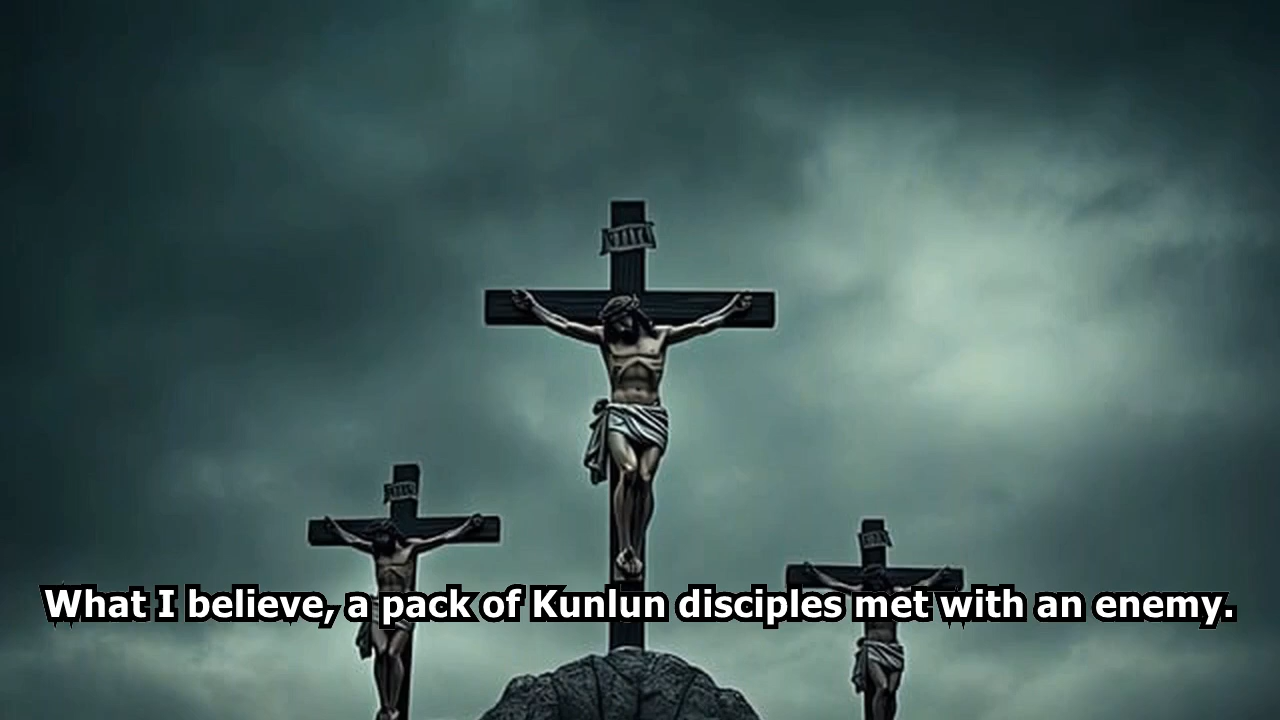 What I believe, a pack of Kunlun disciples met with an enemy.